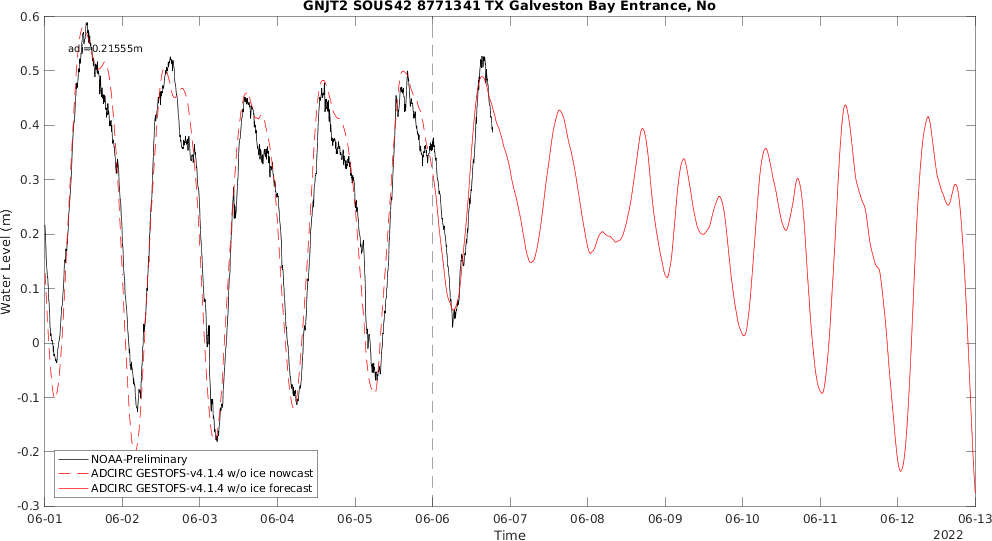 GNJT2 SOUS42 8771341 TX Galveston Bay Entrance, No
adj=0.21555m
Water Level (m)
0.6
0.5
0.4
0.3
0.2
0.1
0
-0.1
-0.2
-0.3
NOAA-Preliminary
ADCIRC GESTOFS-v4.1.4 w/o ice nowcast
ADCIRC GESTOFS-v4.1.4 w/o ice forecast
06-01 06-02 06-03 06-04 06-05 06-06 06-07 06-08 06-09 06-10 06-11 06-12 06-13
Time
2022